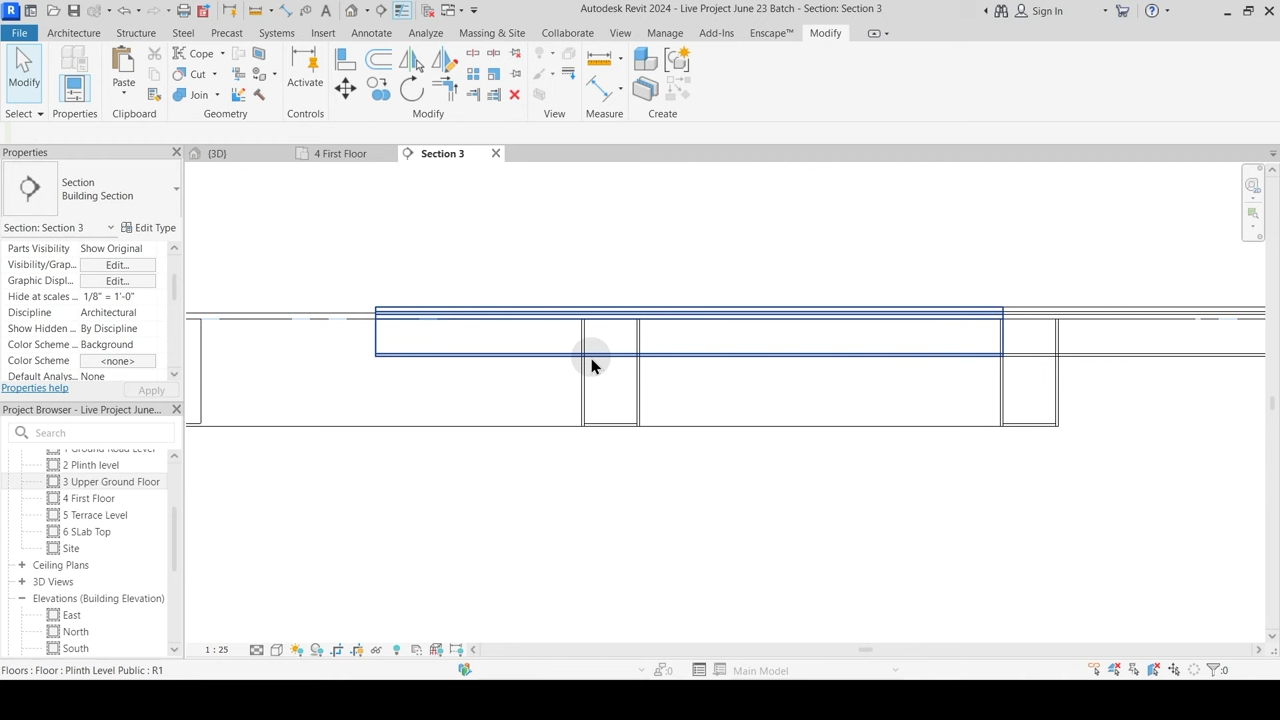 Autodesk Revit 2024 - Live Project June 23 Batch - Section: Section 3
Sign In
File Architecture Structure Steel Precast Systems Insert Annotate Analyze Massing & Site Collaborate View Manage Add-Ins Enscape™ Modify
Modify Paste Cope Cut Join Activate
Select Properties Clipboard Geometry Controls Modify View Measure Create
Properties
{3D} 4 First Floor Section 3
Section
Building Section
Section: Section 3 Edit Type
Parts Visibility Show Original
Visibility/Grap... Edit...
Graphic Displ... Edit...
Hide at scales ... 1/8" = 1'-0"
Discipline Architectural
Show Hidden ... By Discipline
Color Scheme ... Background
Color Scheme <none>
Default Analys... None
Properties help Apply
Project Browser - Live Project June...
Search
1 Ground Road Level
2 Plinth level
3 Upper Ground Floor
4 First Floor
5 Terrace Level
6 SLab Top
Site
Ceiling Plans
3D Views
Elevations (Building Elevation)
East
North
South
1 : 25
Floors : Floor : Plinth Level Public : R1
:0 Main Model :0